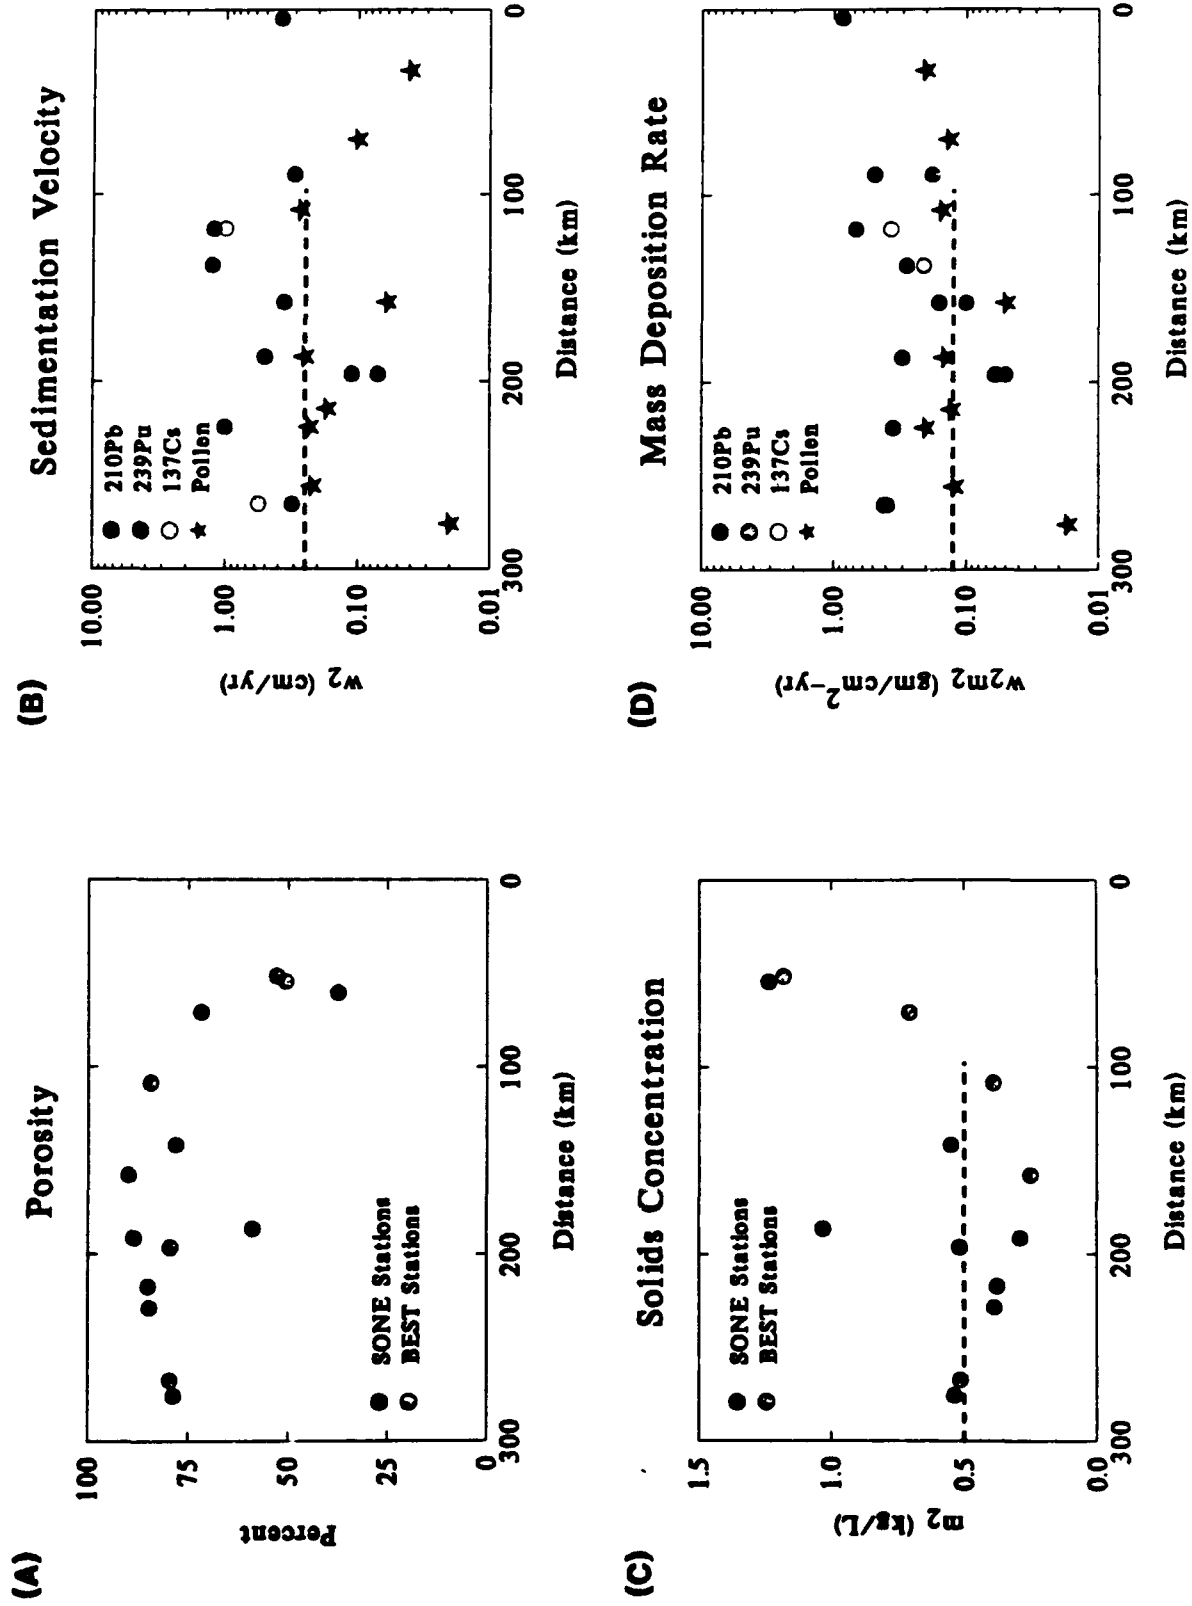 (A)
Porosity
Percent
100
75
50
25
0
300
200
100
0
Distance (km)
SONE Stations
BEST Stations
(B)
Sedimentation Velocity
w2 (cm/yr)
10.00
1.00
0.10
0.01
300
200
100
0
Distance (km)
210Pb
239Pu
137Cs
Pollen
(C)
Solids Concentration
m2 (kg/L)
1.5
1.0
0.5
0.0
300
200
100
0
Distance (km)
SONE Stations
BEST Stations
(D)
Mass Deposition Rate
w2m2 (gm/cm²-yr)
10.00
1.00
0.10
0.01
300
200
100
0
Distance (km)
210Pb
239Pu
137Cs
Pollen